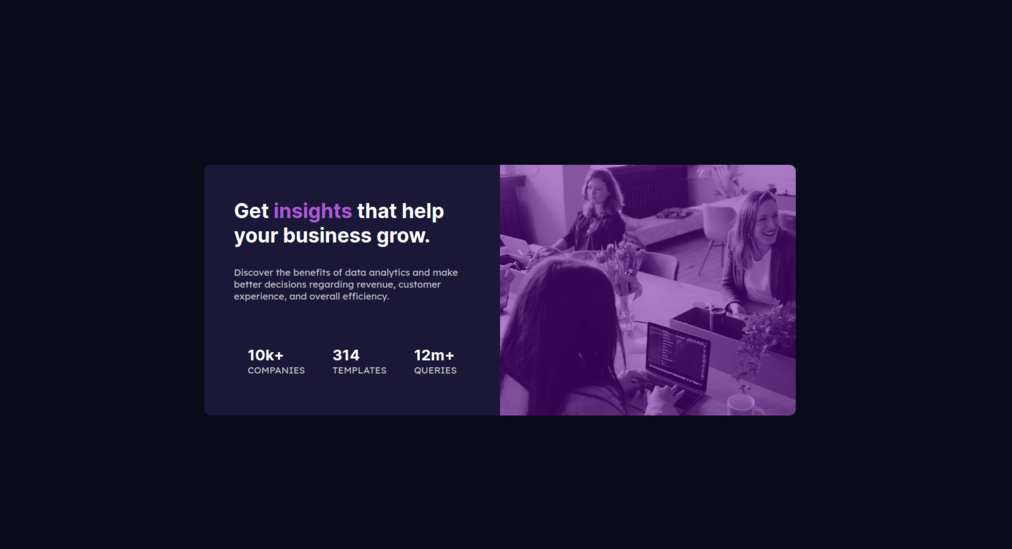 Get insights that help
your business grow.
Discover the benefits of data analytics and make
better decisions regarding revenue, customer
experience, and overall efficiency.
10k+ 314 12m+
COMPANIES TEMPLATES QUERIES